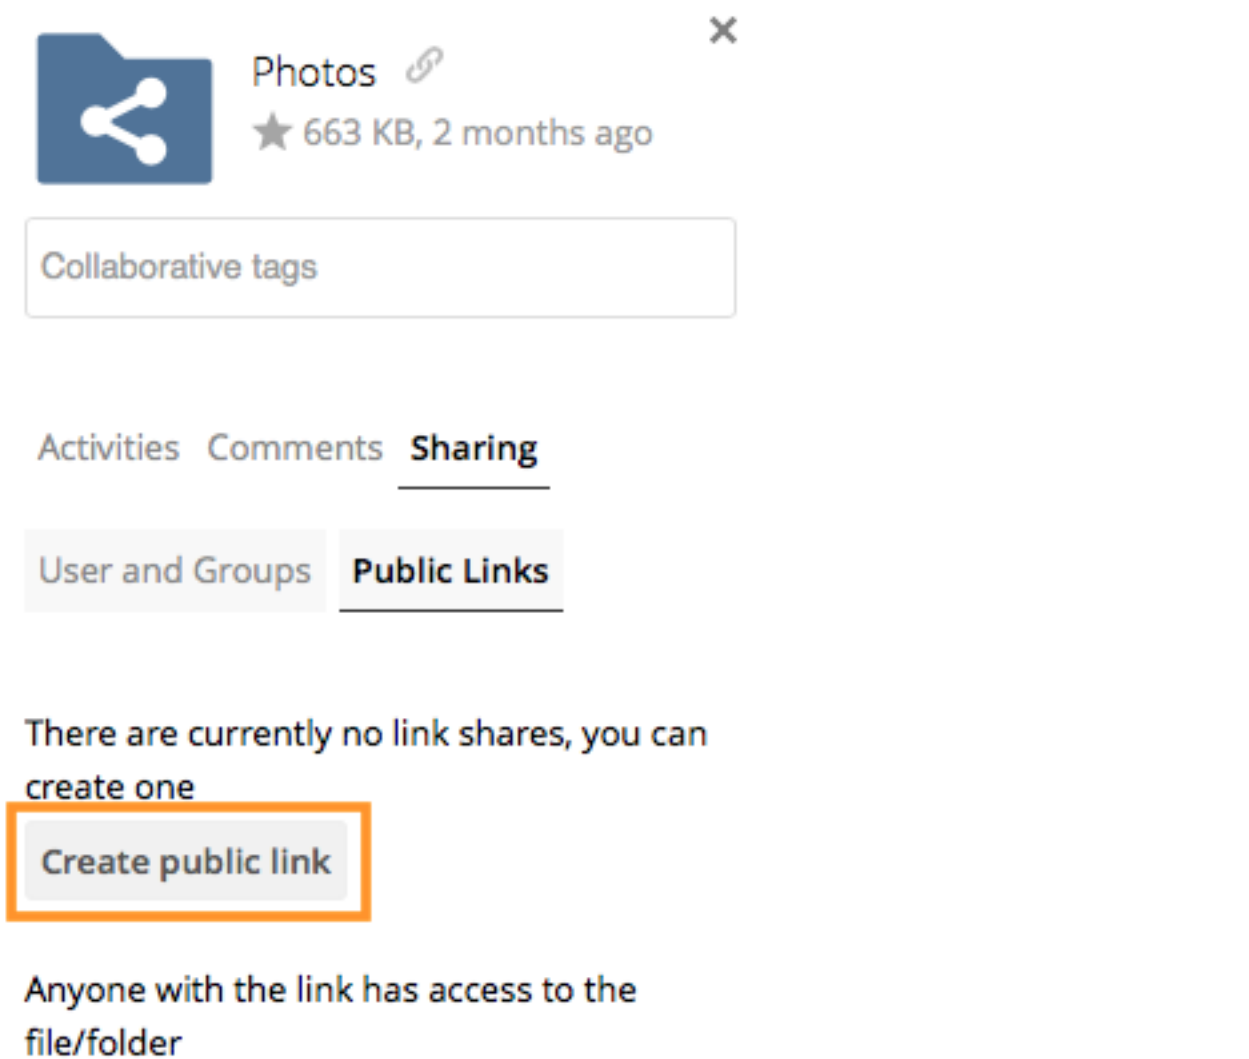 Photos
663 KB, 2 months ago
Collaborative tags
Activities Comments Sharing
User and Groups Public Links
There are currently no link shares, you can
create one
Create public link
Anyone with the link has access to the
file/folder